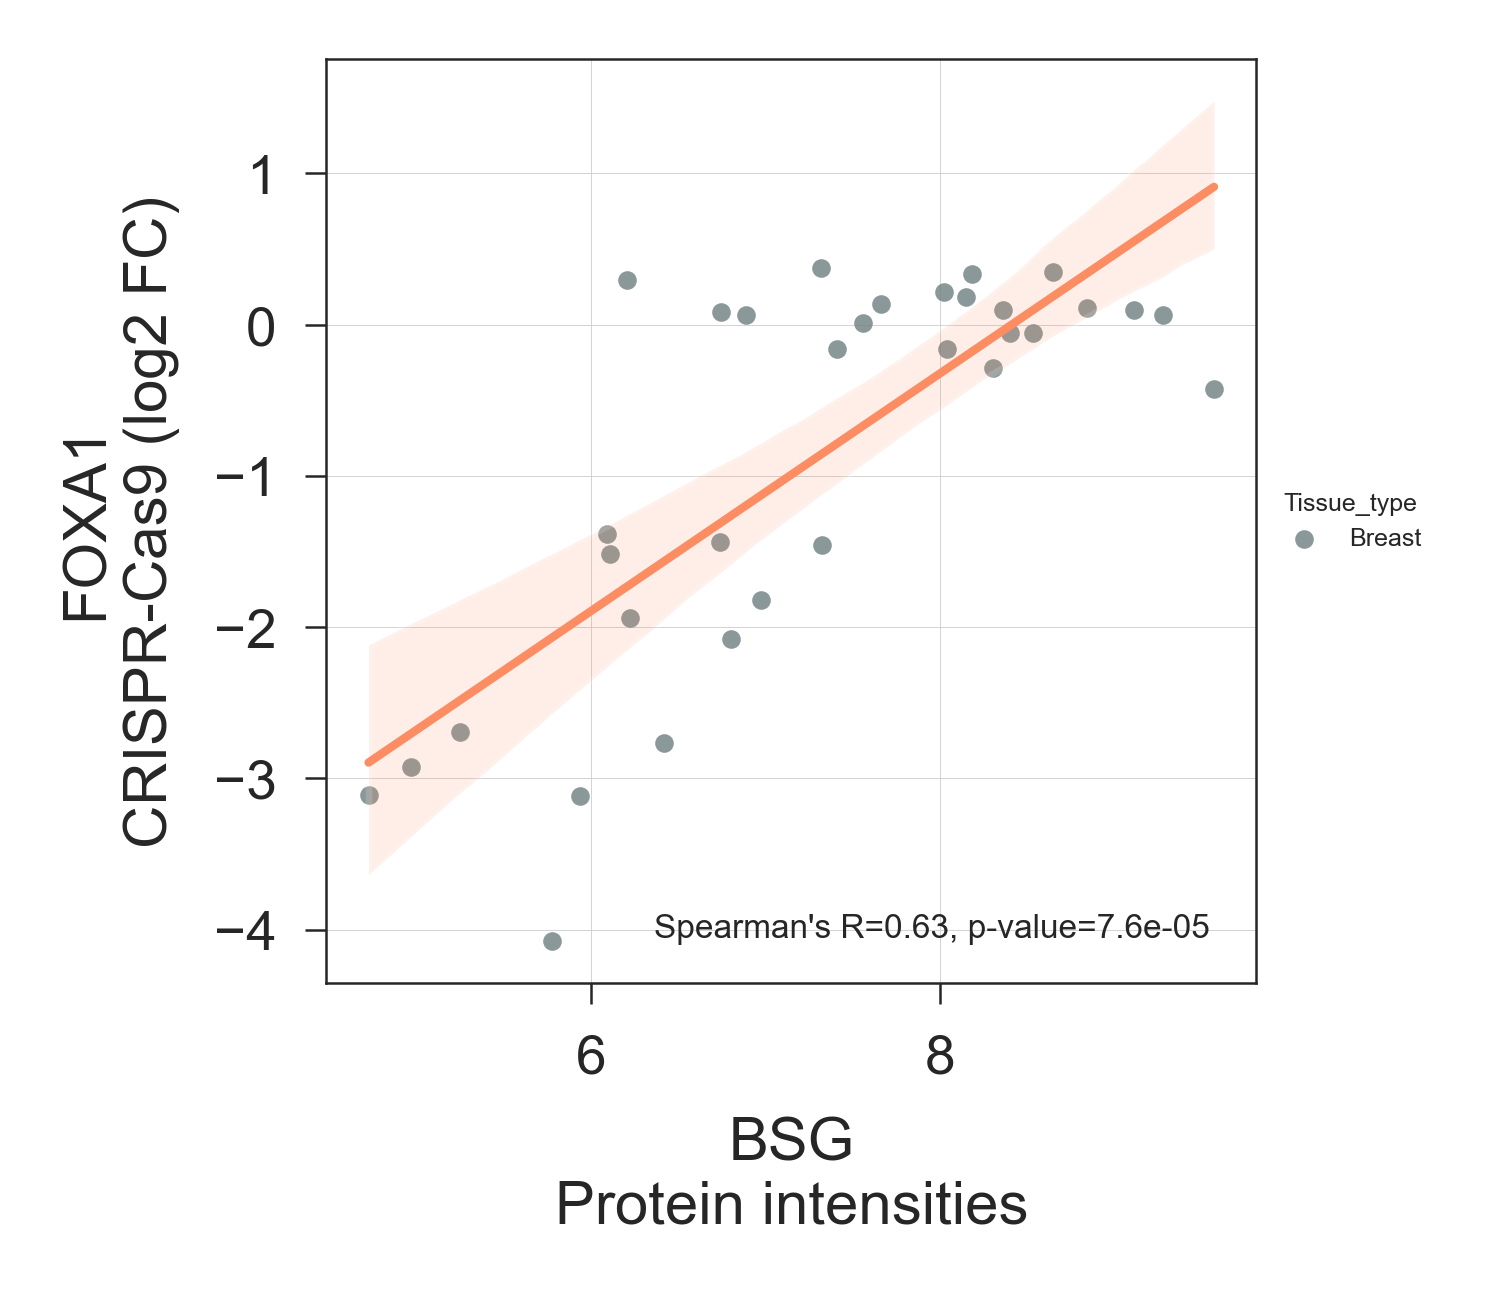 FOXA1
CRISPR-Cas9 (log2 FC)
1
0
−1
−2
−3
−4
Spearman's R=0.63, p-value=7.6e-05
6
8
BSG
Protein intensities
Tissue_type
Breast